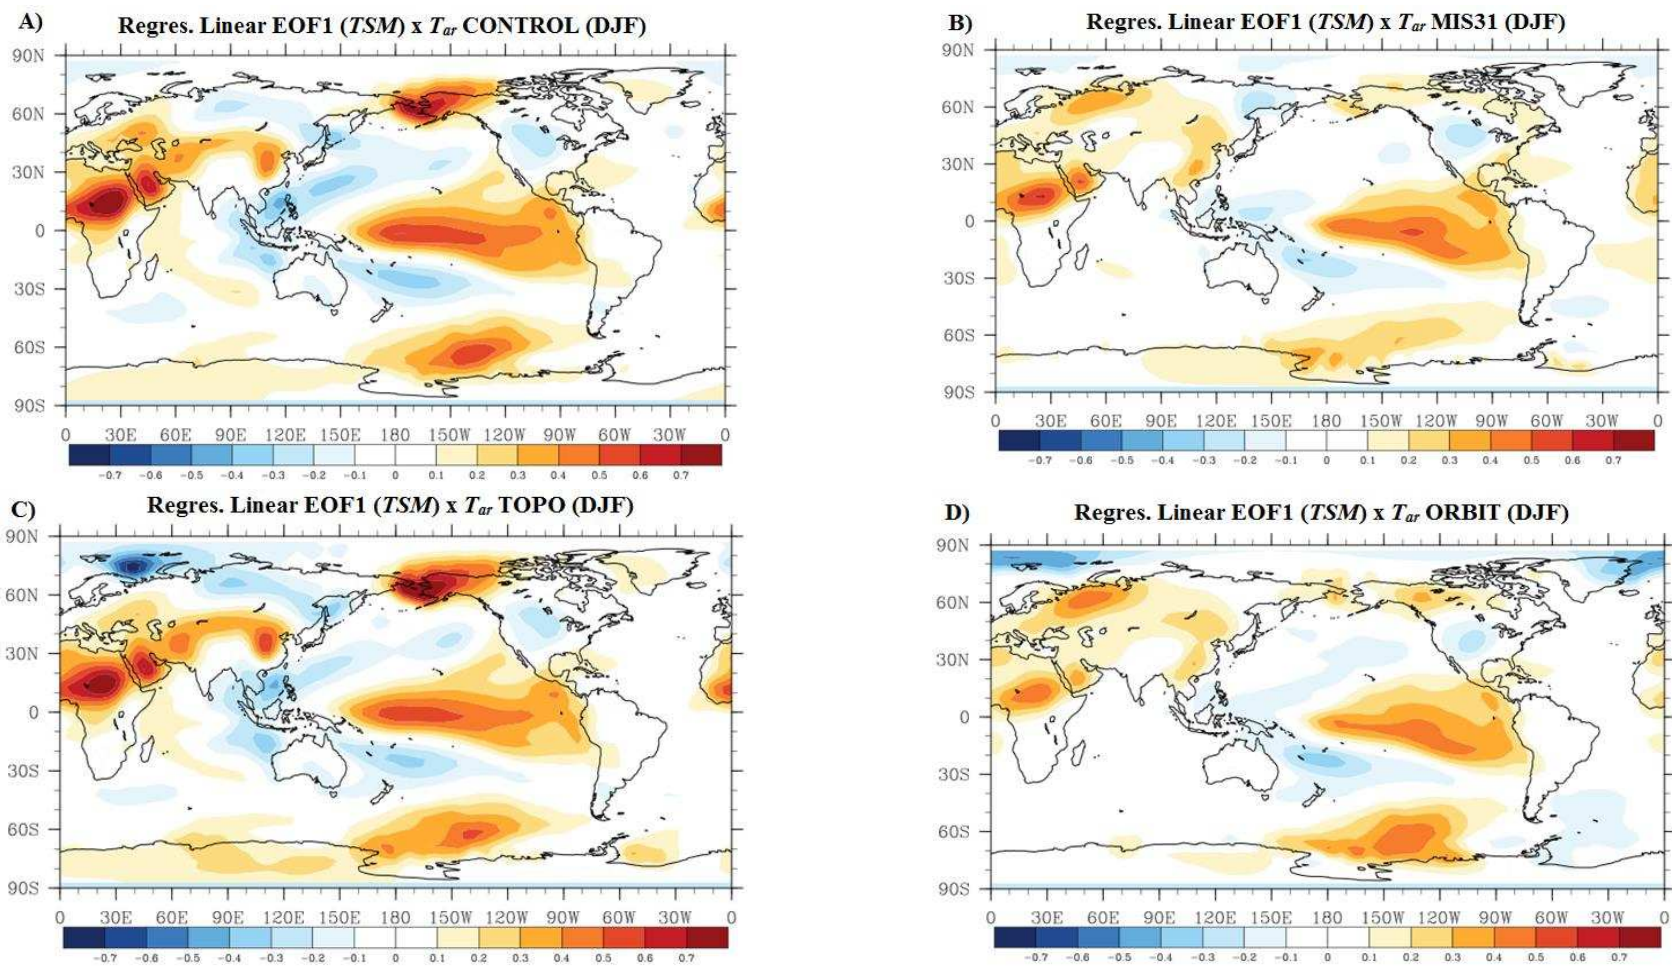 A)
Regres. Linear EOF1 (TSM) x Tar CONTROL (DJF)
90N
60N
30N
0
30S
60S
90S
0 30E 60E 90E 120E 150E 180 150W 120W 90W 60W 30W 0
−0.7 −0.6 −0.5 −0.4 −0.3 −0.2 −0.1 0 0.1 0.2 0.3 0.4 0.5 0.6 0.7
B)
Regres. Linear EOF1 (TSM) x Tar MIS31 (DJF)
90N
60N
30N
0
30S
60S
90S
0 30E 60E 90E 120E 150E 180 150W 120W 90W 60W 30W 0
−0.7 −0.6 −0.5 −0.4 −0.3 −0.2 −0.1 0 0.1 0.2 0.3 0.4 0.5 0.6 0.7
C)
Regres. Linear EOF1 (TSM) x Tar TOPO (DJF)
90N
60N
30N
0
30S
60S
90S
0 30E 60E 90E 120E 150E 180 150W 120W 90W 60W 30W 0
−0.7 −0.6 −0.5 −0.4 −0.3 −0.2 −0.1 0 0.1 0.2 0.3 0.4 0.5 0.6 0.7
D)
Regres. Linear EOF1 (TSM) x Tar ORBIT (DJF)
90N
60N
30N
0
30S
60S
90S
0 30E 60E 90E 120E 150E 180 150W 120W 90W 60W 30W 0
−0.7 −0.6 −0.5 −0.4 −0.3 −0.2 −0.1 0 0.1 0.2 0.3 0.4 0.5 0.6 0.7